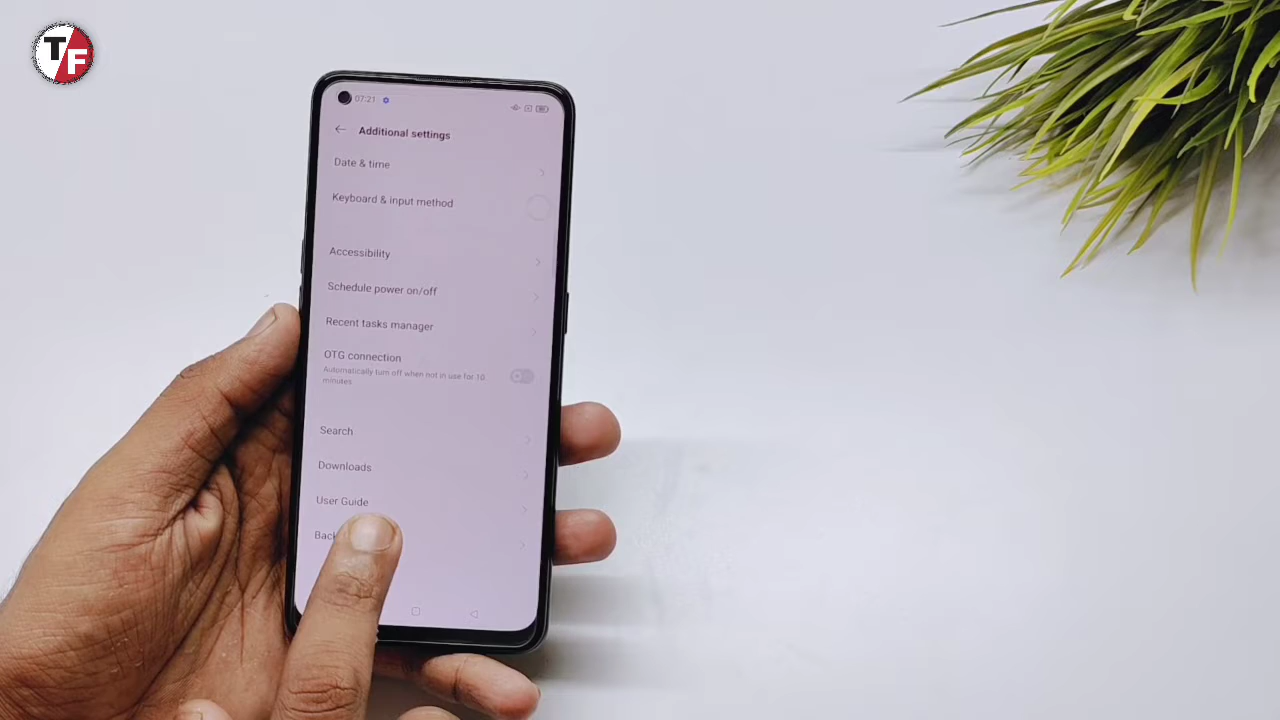 TF
07:21
Additional settings
Date & time
Keyboard & input method
Accessibility
Schedule power on/off
Recent tasks manager
OTG connection
Automatically turn off when not in use for 10
minutes
Search
Downloads
User Guide